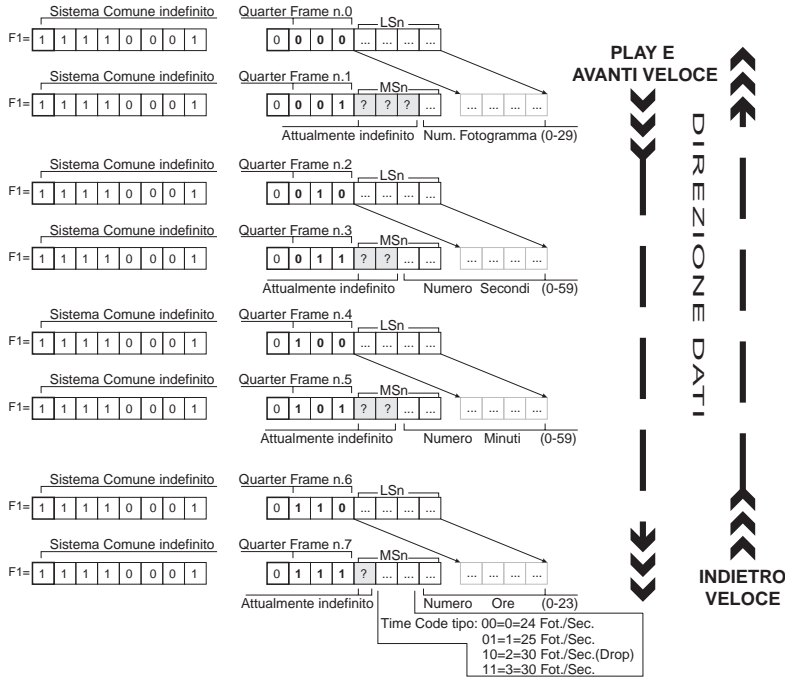 Sistema Comune indefinito Quarter Frame n.0
LSn
F1= 1 1 1 1 0 0 0 1 0 0 0 0 ... ... ... ...
Sistema Comune indefinito Quarter Frame n.1
MSn
F1= 1 1 1 1 0 0 0 1 0 0 0 1 ? ? ? ... ... ... ... ...
Attualmente indefinito Num. Fotogramma (0-29)
Sistema Comune indefinito Quarter Frame n.2
LSn
F1= 1 1 1 1 0 0 0 1 0 0 1 0 ... ... ... ...
Sistema Comune indefinito Quarter Frame n.3
MSn
F1= 1 1 1 1 0 0 0 1 0 0 1 1 ? ? ... ... ... ... ... ...
Attualmente indefinito Numero Secondi (0-59)
Sistema Comune indefinito Quarter Frame n.4
LSn
F1= 1 1 1 1 0 0 0 1 0 1 0 0 ... ... ... ...
Sistema Comune indefinito Quarter Frame n.5
MSn
F1= 1 1 1 1 0 0 0 1 0 1 0 1 ? ? ... ... ... ... ... ...
Attualmente indefinito Numero Minuti (0-59)
Sistema Comune indefinito Quarter Frame n.6
LSn
F1= 1 1 1 1 0 0 0 1 0 1 1 0 ... ... ... ...
Sistema Comune indefinito Quarter Frame n.7
MSn
F1= 1 1 1 1 0 0 0 1 0 1 1 1 ? ... ... ... ... ... ... ...
Attualmente indefinito Numero Ore (0-23)
Time Code tipo: 00=0=24 Fot./Sec.
01=1=25 Fot./Sec.
10=2=30 Fot./Sec.(Drop)
11=3=30 Fot./Sec.
PLAY E
AVANTI VELOCE
DIREZIONE DATI
INDIETRO
VELOCE